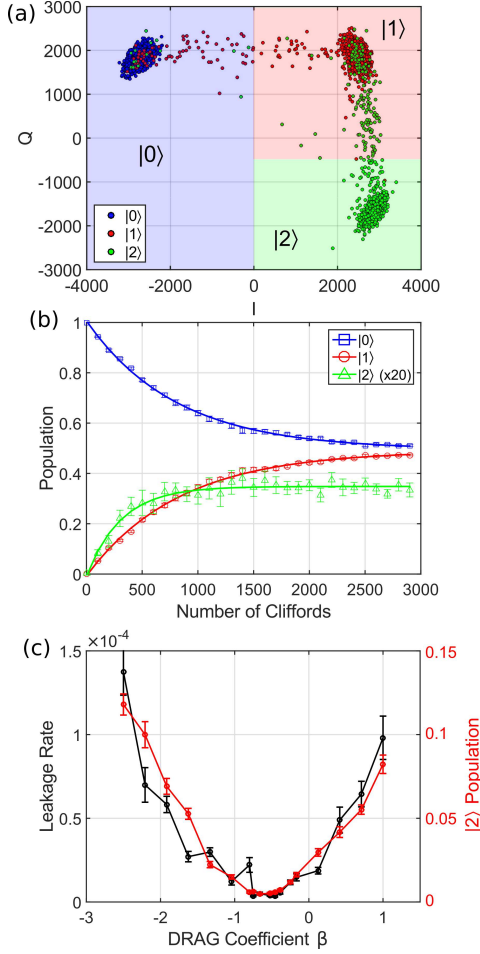 (a)
3000
2000
1000
0
-1000
-2000
-3000
Q
|0⟩
|1⟩
|2⟩
|0⟩
|1⟩
|2⟩
-4000 -2000 0 2000 4000
I
(b)
1
0.8
0.6
0.4
0.2
0
Population
|0⟩
|1⟩
|2⟩ (x20)
0 500 1000 1500 2000 2500 3000
Number of Cliffords
(c)
×10⁻⁴
1.5
1
0.5
0
Leakage Rate
0.15
0.1
0.05
0
|2⟩ Population
-3 -2 -1 0 1
DRAG Coefficient β